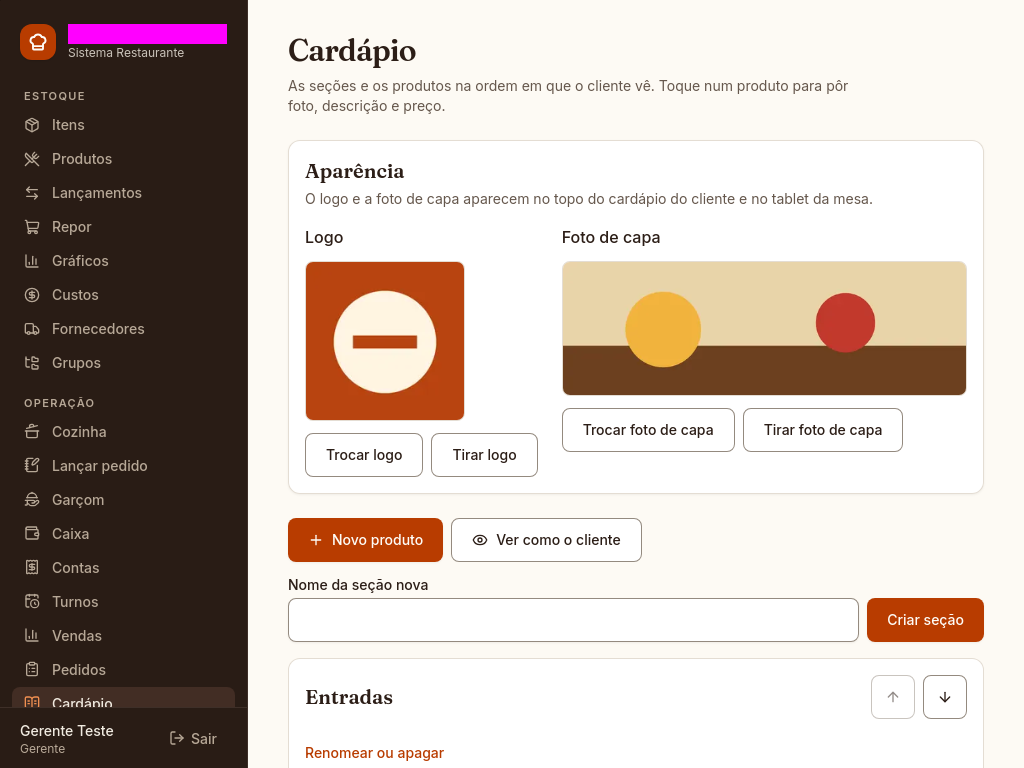 Sistema Restaurante
ESTOQUE
Itens
Produtos
Lançamentos
Repor
Gráficos
Custos
Fornecedores
Grupos
OPERAÇÃO
Cozinha
Lançar pedido
Garçom
Caixa
Contas
Turnos
Vendas
Pedidos
Cardápio
Gerente Teste
Gerente
Sair
Cardápio
As seções e os produtos na ordem em que o cliente vê. Toque num produto para pôr
foto, descrição e preço.
Aparência
O logo e a foto de capa aparecem no topo do cardápio do cliente e no tablet da mesa.
Logo
Foto de capa
Trocar logo
Tirar logo
Trocar foto de capa
Tirar foto de capa
Novo produto
Ver como o cliente
Nome da seção nova
Criar seção
Entradas
Renomear ou apagar